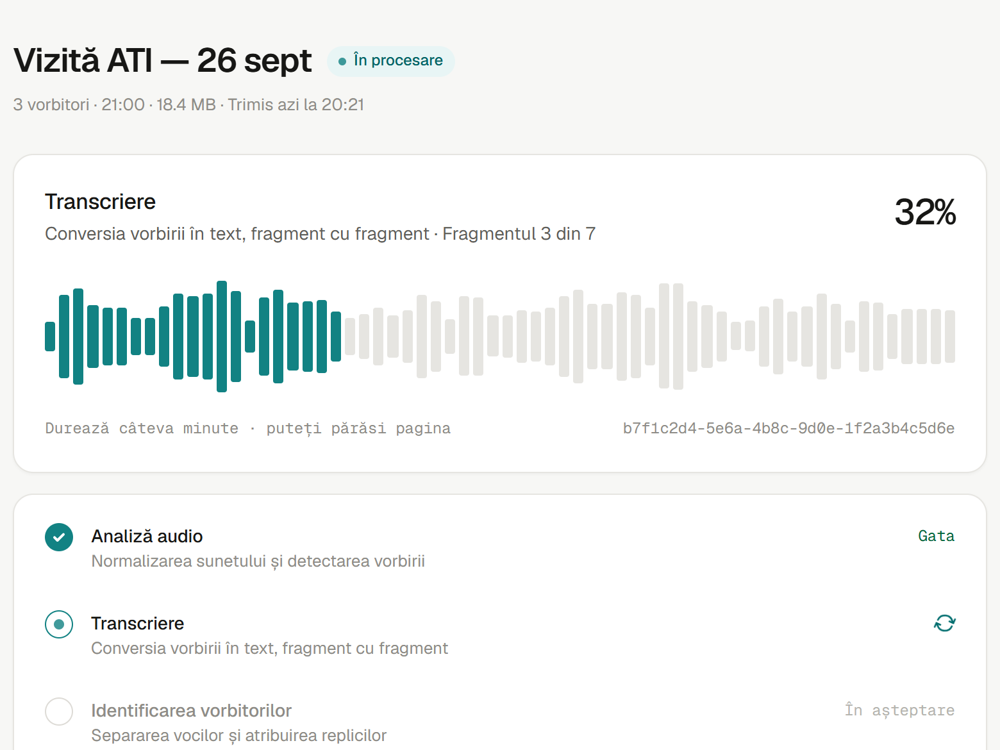 Vizită ATI — 26 sept
În procesare
3 vorbitori · 21:00 · 18.4 MB · Trimis azi la 20:21
Transcriere
32%
Conversia vorbirii în text, fragment cu fragment · Fragmentul 3 din 7
Durează câteva minute · puteți părăsi pagina
b7f1c2d4-5e6a-4b8c-9d0e-1f2a3b4c5d6e
Analiză audio
Gata
Normalizarea sunetului și detectarea vorbirii
Transcriere
Conversia vorbirii în text, fragment cu fragment
Identificarea vorbitorilor
În așteptare
Separarea vocilor și atribuirea replicilor